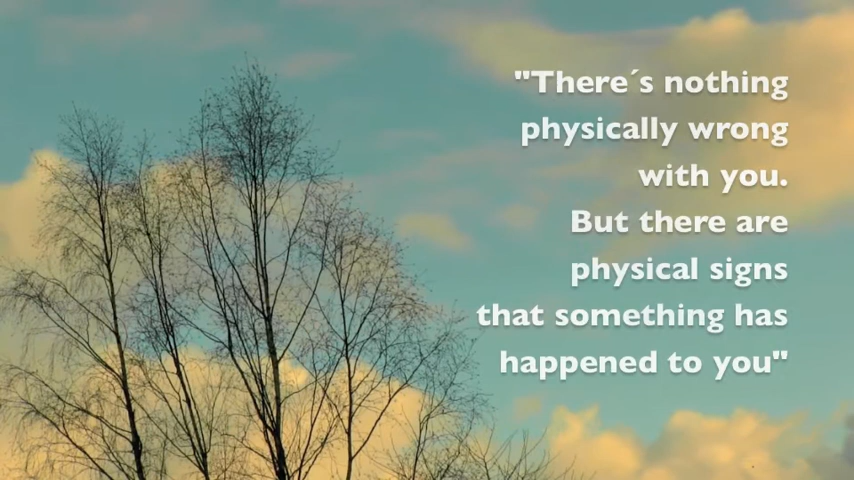 "There´s nothing
physically wrong
with you.
But there are
physical signs
that something has
happened to you"